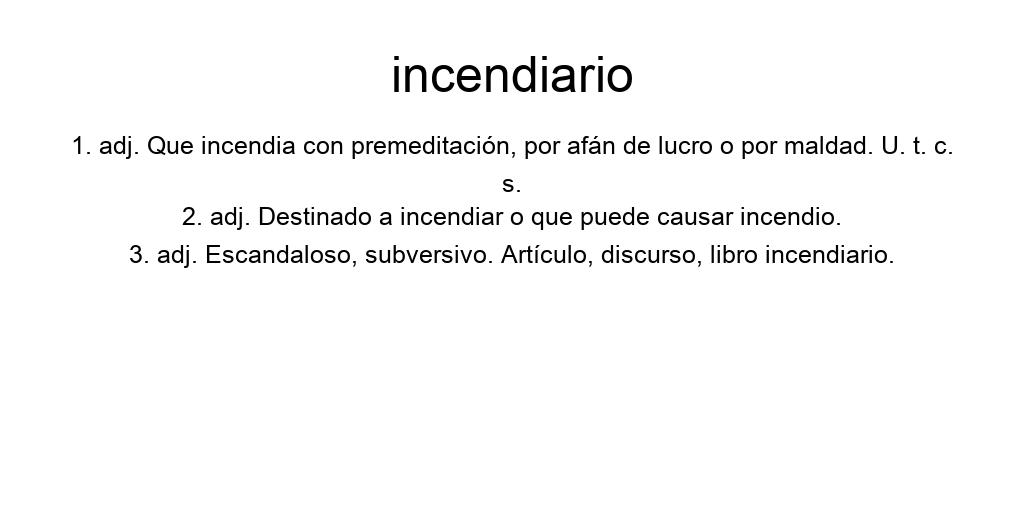 incendiario
1. adj. Que incendia con premeditación, por afán de lucro o por maldad. U. t. c.
s.
2. adj. Destinado a incendiar o que puede causar incendio.
3. adj. Escandaloso, subversivo. Artículo, discurso, libro incendiario.